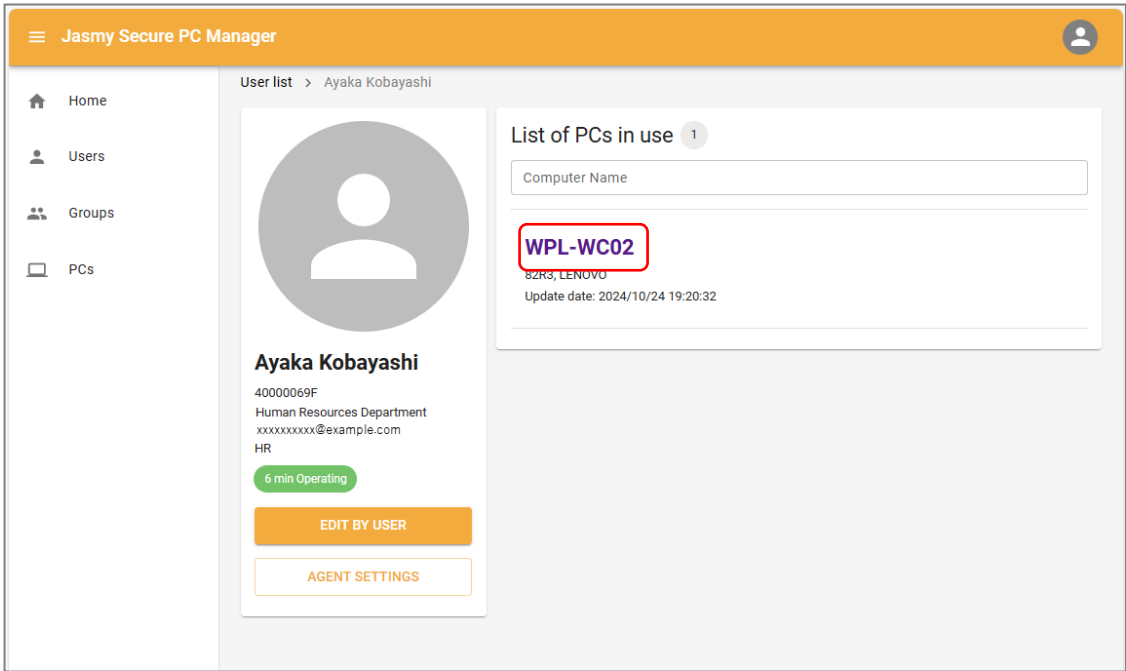 Jasmy Secure PC Manager
Home
Users
Groups
PCs
User list > Ayaka Kobayashi
Ayaka Kobayashi
40000069F
Human Resources Department
xxxxxxxxxx@example.com
HR
6 min Operating
EDIT BY USER
AGENT SETTINGS
List of PCs in use 1
Computer Name
WPL-WC02
82R3, LENOVO
Update date: 2024/10/24 19:20:32